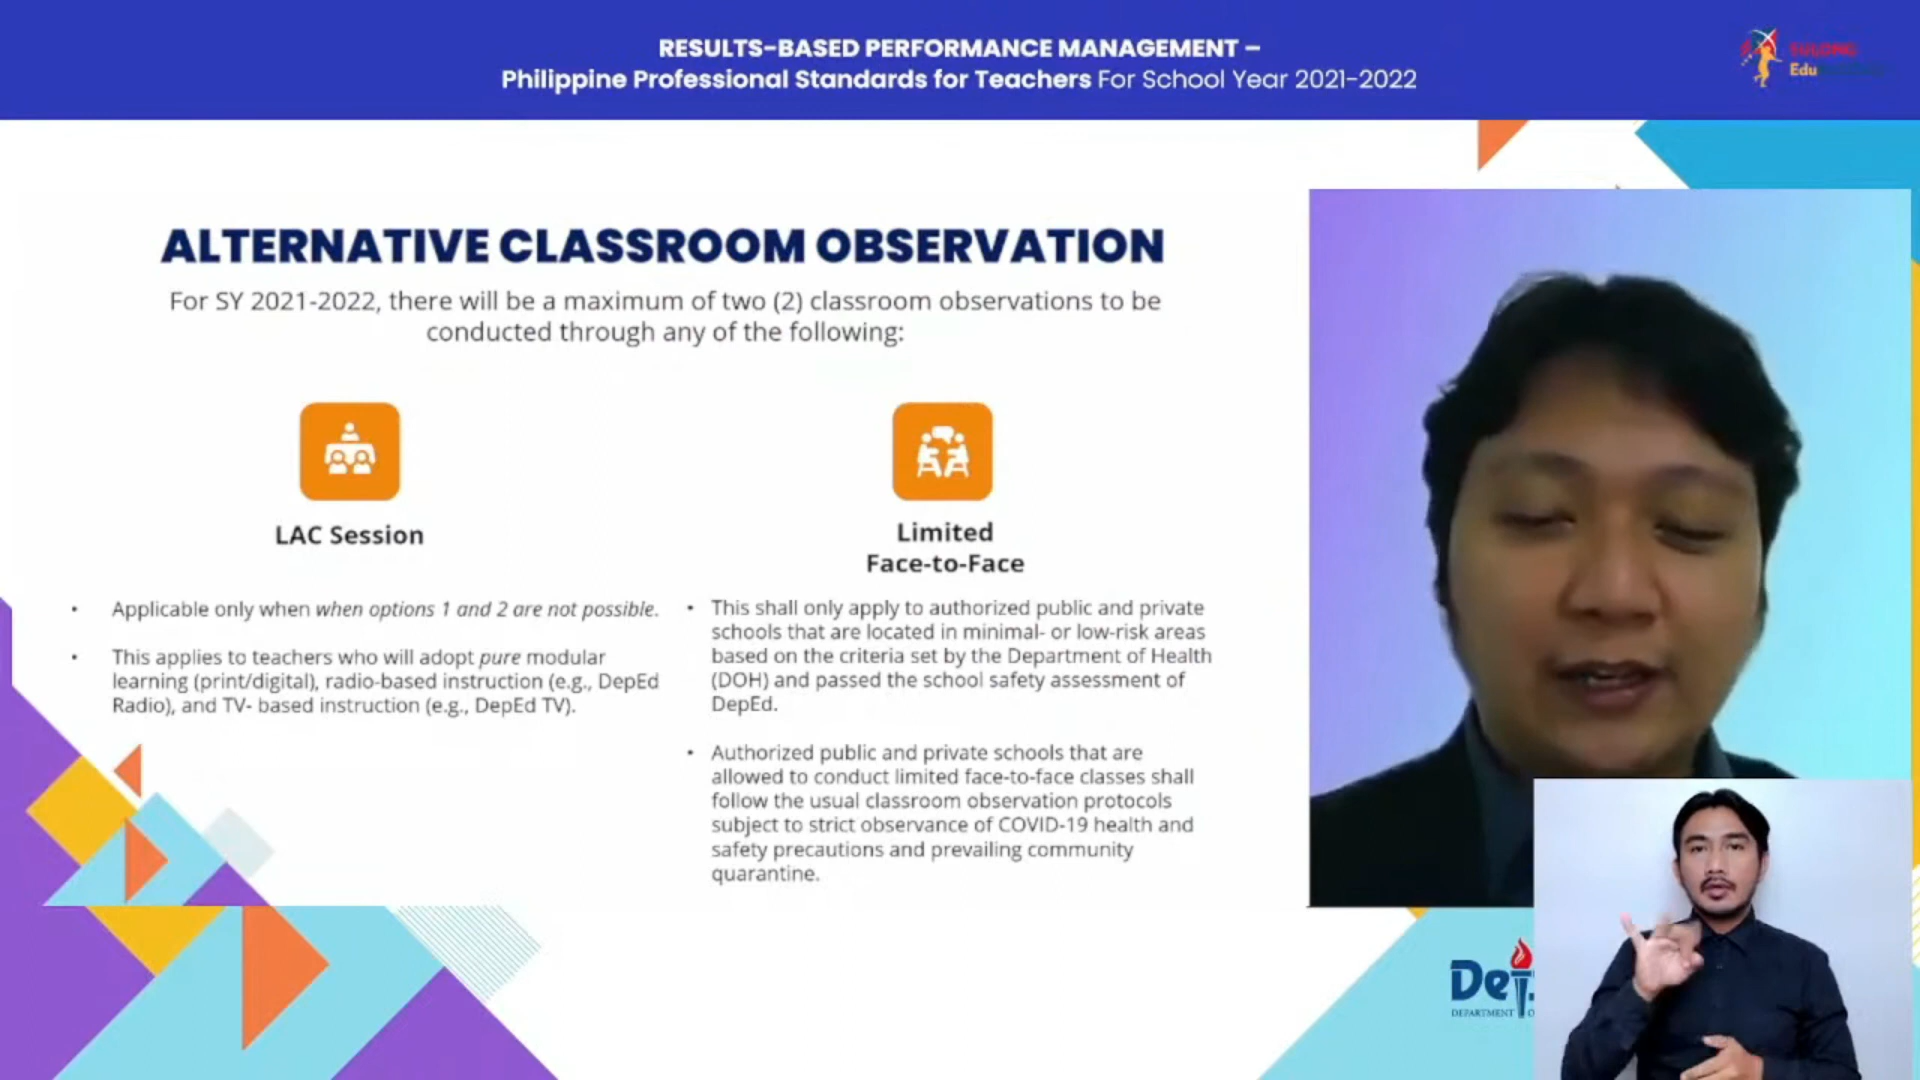 RESULTS-BASED PERFORMANCE MANAGEMENT –
Philippine Professional Standards for Teachers For School Year 2021-2022
SULONG
Edu
ALTERNATIVE CLASSROOM OBSERVATION
For SY 2021-2022, there will be a maximum of two (2) classroom observations to be
conducted through any of the following:
LAC Session
• Applicable only when when options 1 and 2 are not possible.
• This applies to teachers who will adopt pure modular
learning (print/digital), radio-based instruction (e.g., DepEd
Radio), and TV- based instruction (e.g., DepEd TV).
Limited
Face-to-Face
• This shall only apply to authorized public and private
schools that are located in minimal- or low-risk areas
based on the criteria set by the Department of Health
(DOH) and passed the school safety assessment of
DepEd.
• Authorized public and private schools that are
allowed to conduct limited face-to-face classes shall
follow the usual classroom observation protocols
subject to strict observance of COVID-19 health and
safety precautions and prevailing community
quarantine.
De
DEPARTMENT